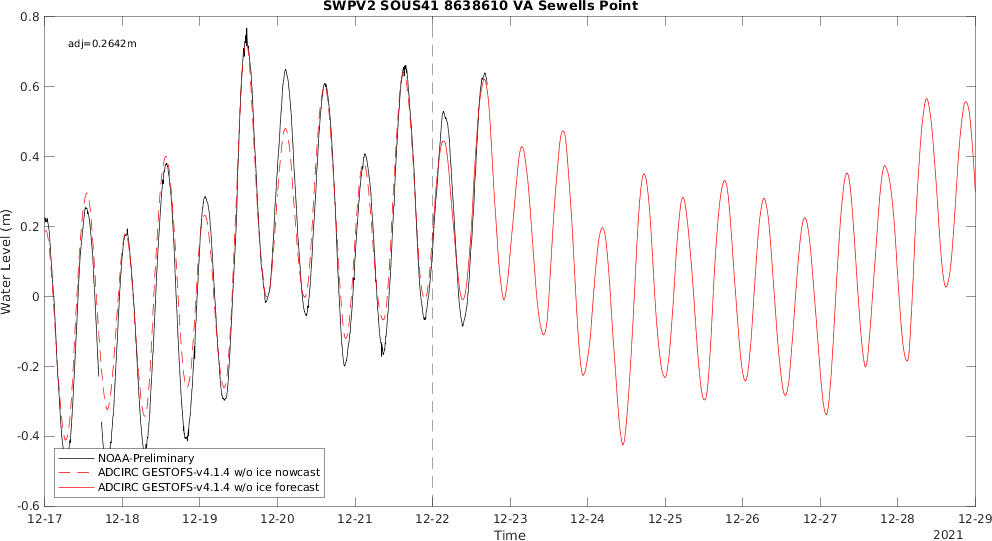 SWPV2 SOUS41 8638610 VA Sewells Point
adj=0.2642m
0.8
0.6
0.4
0.2
0
-0.2
-0.4
-0.6
Water Level (m)
NOAA-Preliminary
ADCIRC GESTOFS-v4.1.4 w/o ice nowcast
ADCIRC GESTOFS-v4.1.4 w/o ice forecast
12-17 12-18 12-19 12-20 12-21 12-22 12-23 12-24 12-25 12-26 12-27 12-28 12-29
Time
2021